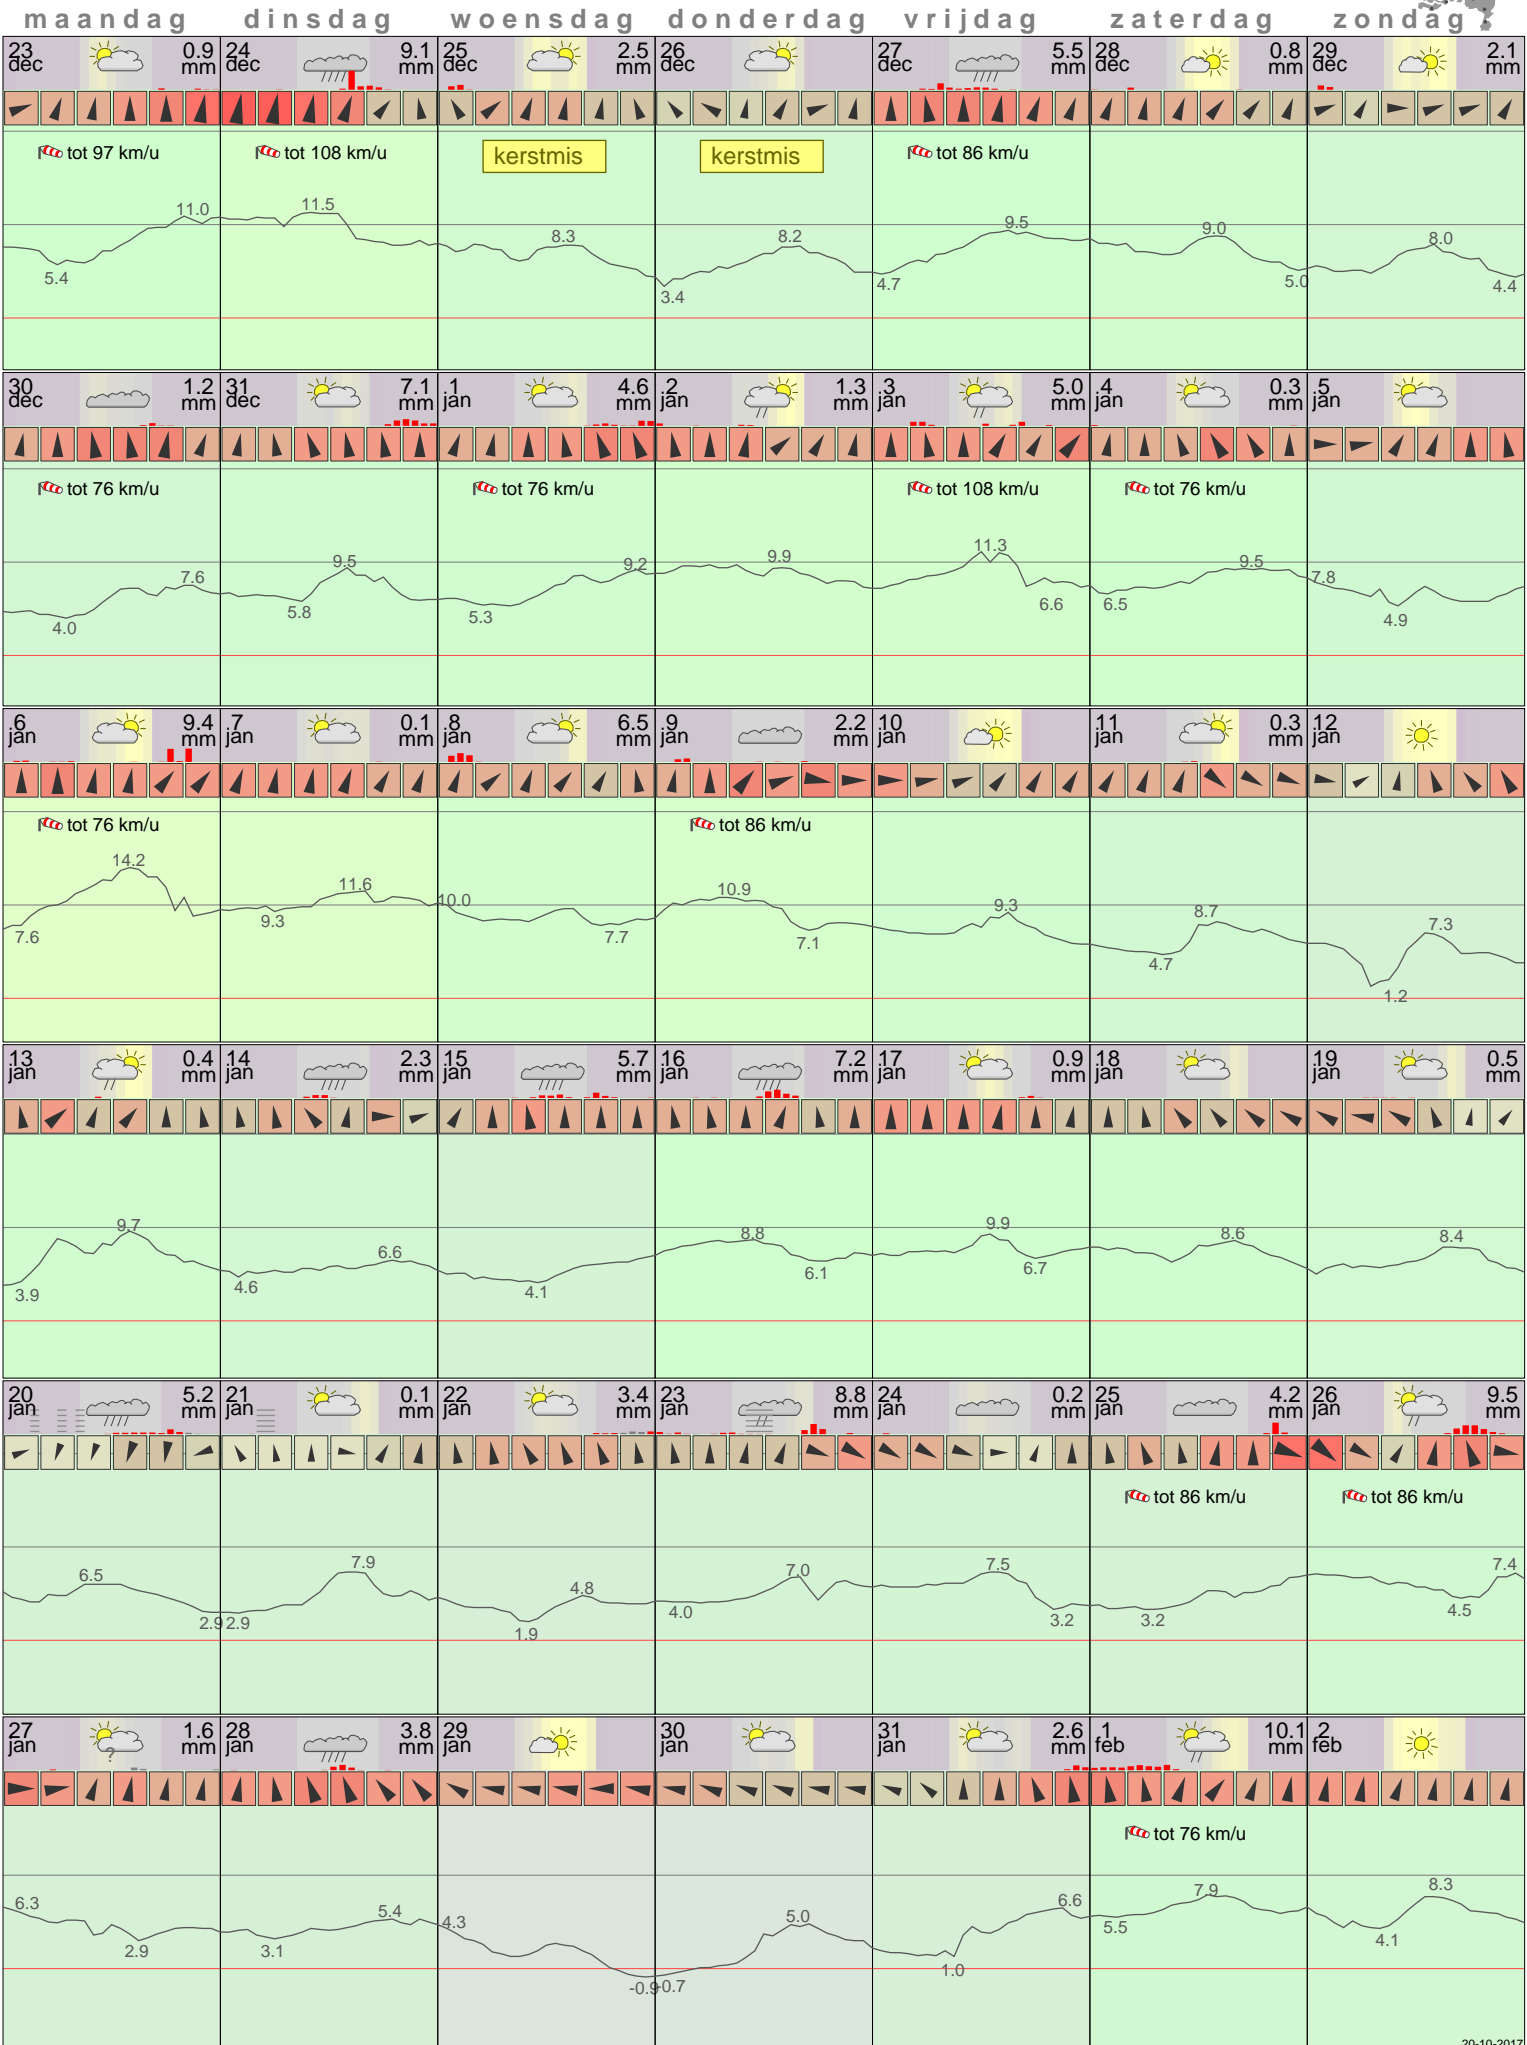 maandag dinsdag woensdag donderdag vrijdag zaterdag zondag
23 dec 0.9 mm 24 dec 9.1 mm 25 dec 2.5 mm 26 dec 27 dec 5.5 mm 28 dec 0.8 mm 29 dec 2.1 mm
tot 97 km/u tot 108 km/u kerstmis kerstmis tot 86 km/u
11.0 11.5 8.3 8.2 9.5 9.0 8.0
5.4 3.4 4.7 5.0 4.4
30 dec 1.2 mm 31 dec 7.1 mm 1 jan 4.6 mm 2 jan 1.3 mm 3 jan 5.0 mm 4 jan 0.3 mm 5 jan
tot 76 km/u tot 76 km/u tot 108 km/u tot 76 km/u
7.6 9.5 9.2 9.9 11.3 9.5 7.8
4.0 5.8 5.3 6.6 6.5 4.9
6 jan 9.4 mm 7 jan 0.1 mm 8 jan 6.5 mm 9 jan 2.2 mm 10 jan 11 jan 0.3 mm 12 jan
tot 76 km/u tot 86 km/u
14.2 11.6 10.0 10.9 9.3 8.7 7.3
7.6 9.3 7.7 7.1 4.7 1.2
13 jan 0.4 mm 14 jan 2.3 mm 15 jan 5.7 mm 16 jan 7.2 mm 17 jan 0.9 mm 18 jan 19 jan 0.5 mm
9.7 6.6 8.8 9.9 8.6 8.4
3.9 4.6 4.1 6.1 6.7
20 jan 5.2 mm 21 jan 0.1 mm 22 jan 3.4 mm 23 jan 8.8 mm 24 jan 0.2 mm 25 jan 4.2 mm 26 jan 9.5 mm
tot 86 km/u tot 86 km/u
6.5 7.9 4.8 7.0 7.5 7.4
2.9 2.9 1.9 4.0 3.2 3.2 4.5
27 jan 1.6 mm 28 jan 3.8 mm 29 jan 30 jan 31 jan 2.6 mm 1 feb 10.1 mm 2 feb
?
tot 76 km/u
6.3 5.4 4.3 5.0 6.6 7.9 8.3
2.9 3.1 -0.9 -0.7 1.0 5.5 4.1
20-10-2017